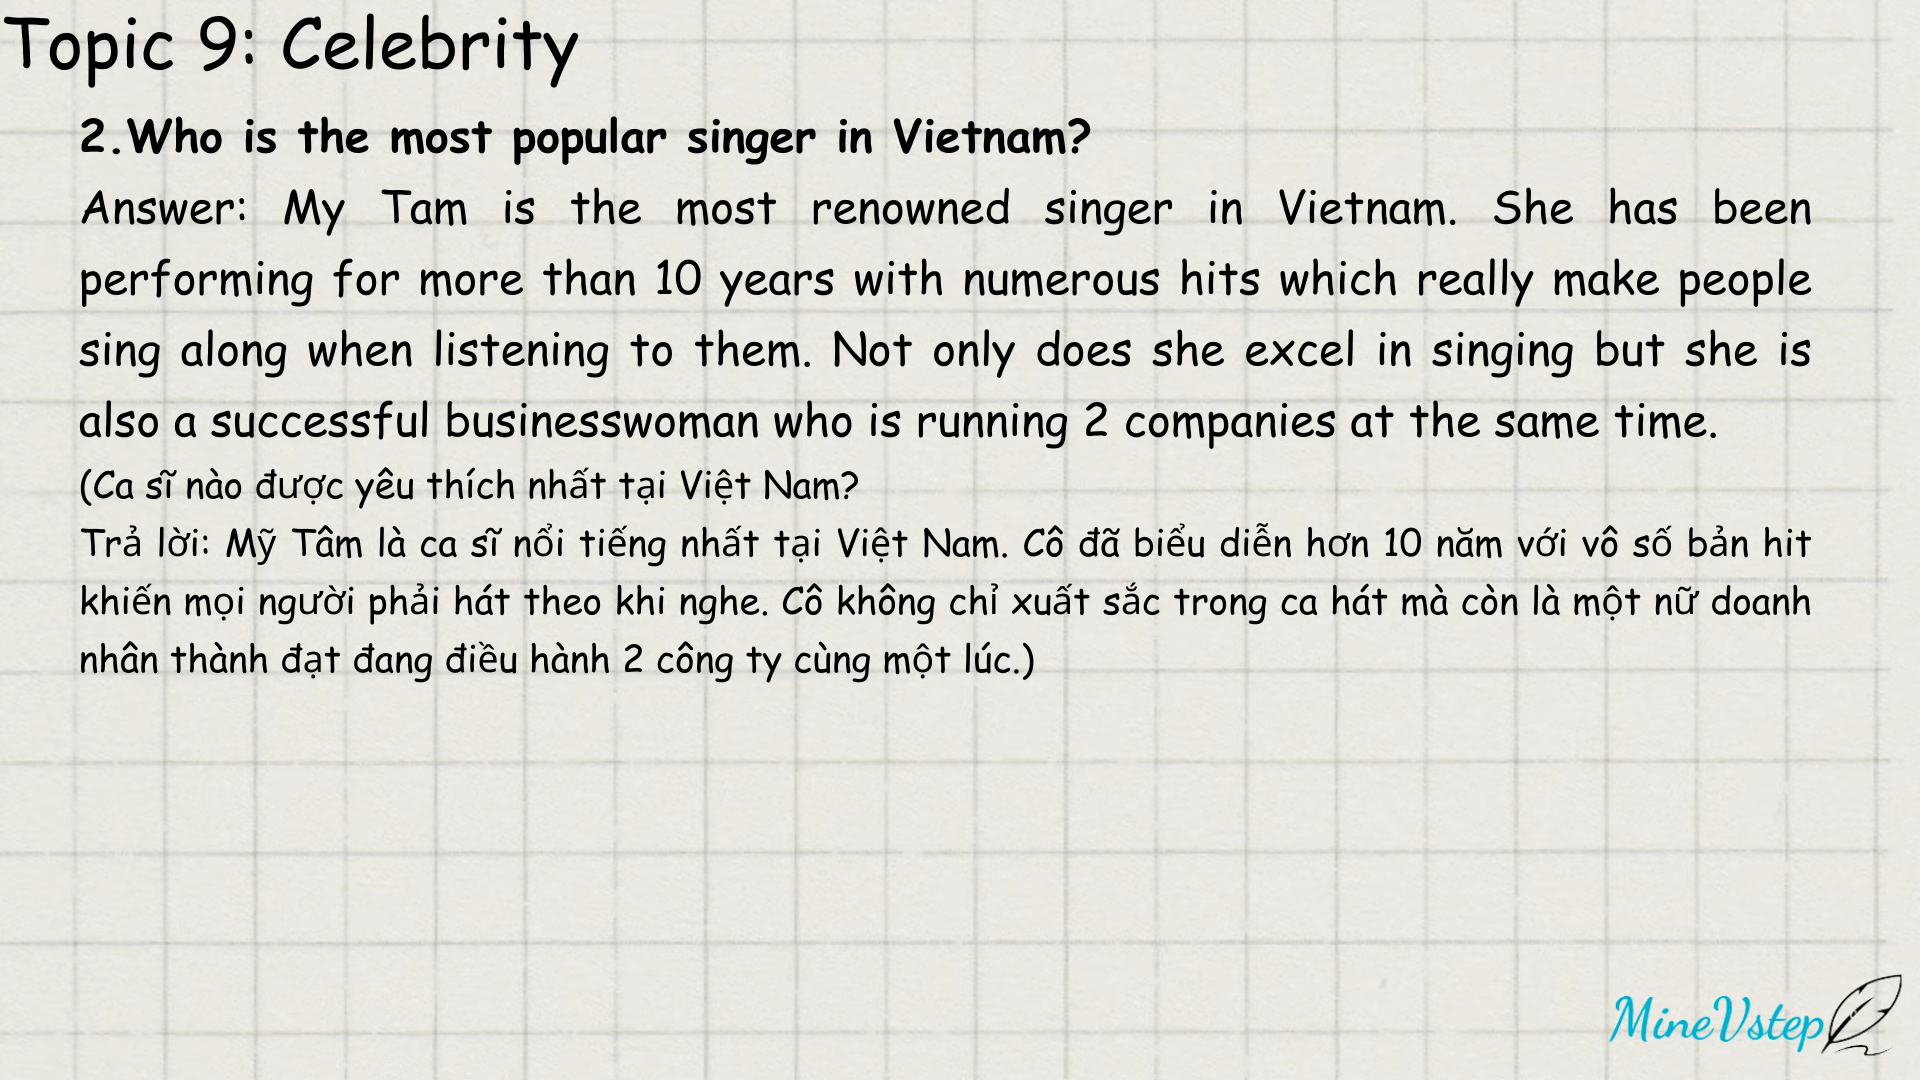 Topic 9: Celebrity
2.Who is the most popular singer in Vietnam?
Answer: My Tam is the most renowned singer in Vietnam. She has been
performing for more than 10 years with numerous hits which really make people
sing along when listening to them. Not only does she excel in singing but she is
also a successful businesswoman who is running 2 companies at the same time.
(Ca sĩ nào được yêu thích nhất tại Việt Nam?
Trả lời: Mỹ Tâm là ca sĩ nổi tiếng nhất tại Việt Nam. Cô đã biểu diễn hơn 10 năm với vô số bản hit
khiến mọi người phải hát theo khi nghe. Cô không chỉ xuất sắc trong ca hát mà còn là một nữ doanh
nhân thành đạt đang điều hành 2 công ty cùng một lúc.)
MineVstep